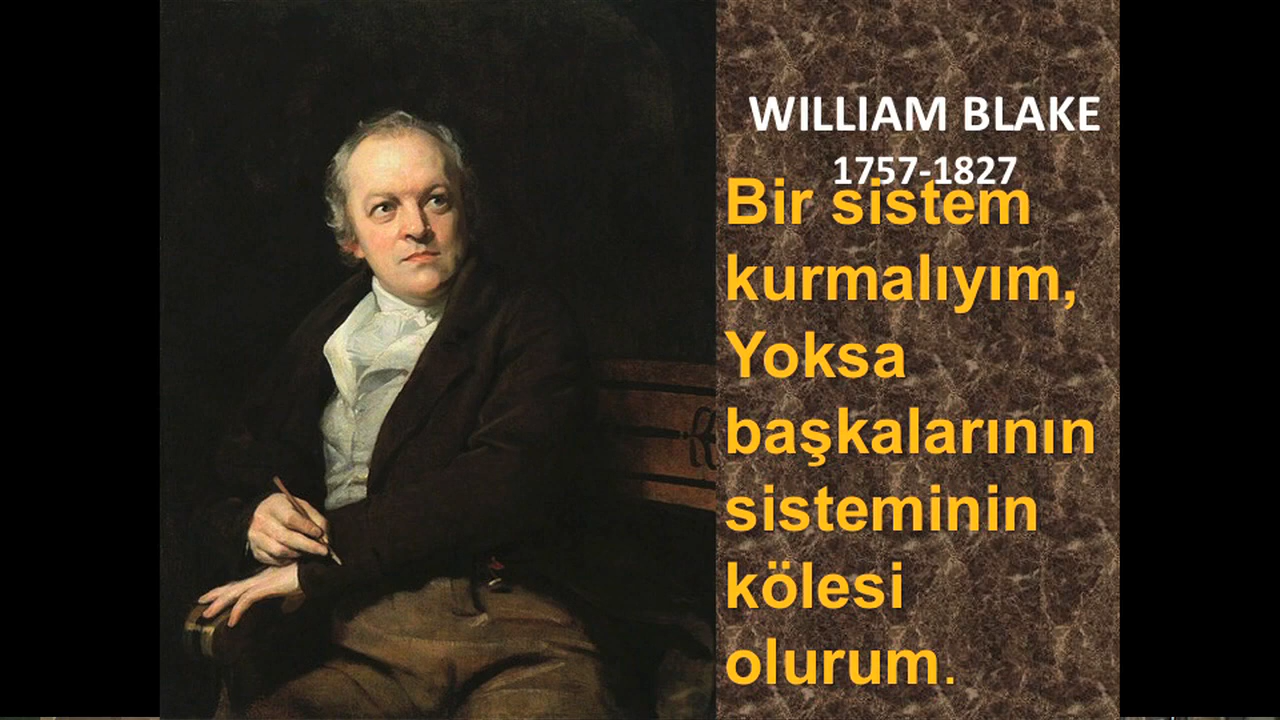 WILLIAM BLAKE
1757-1827
Bir sistem
kurmalıyım,
Yoksa
başkalarının
sisteminin
kölesi
olurum.